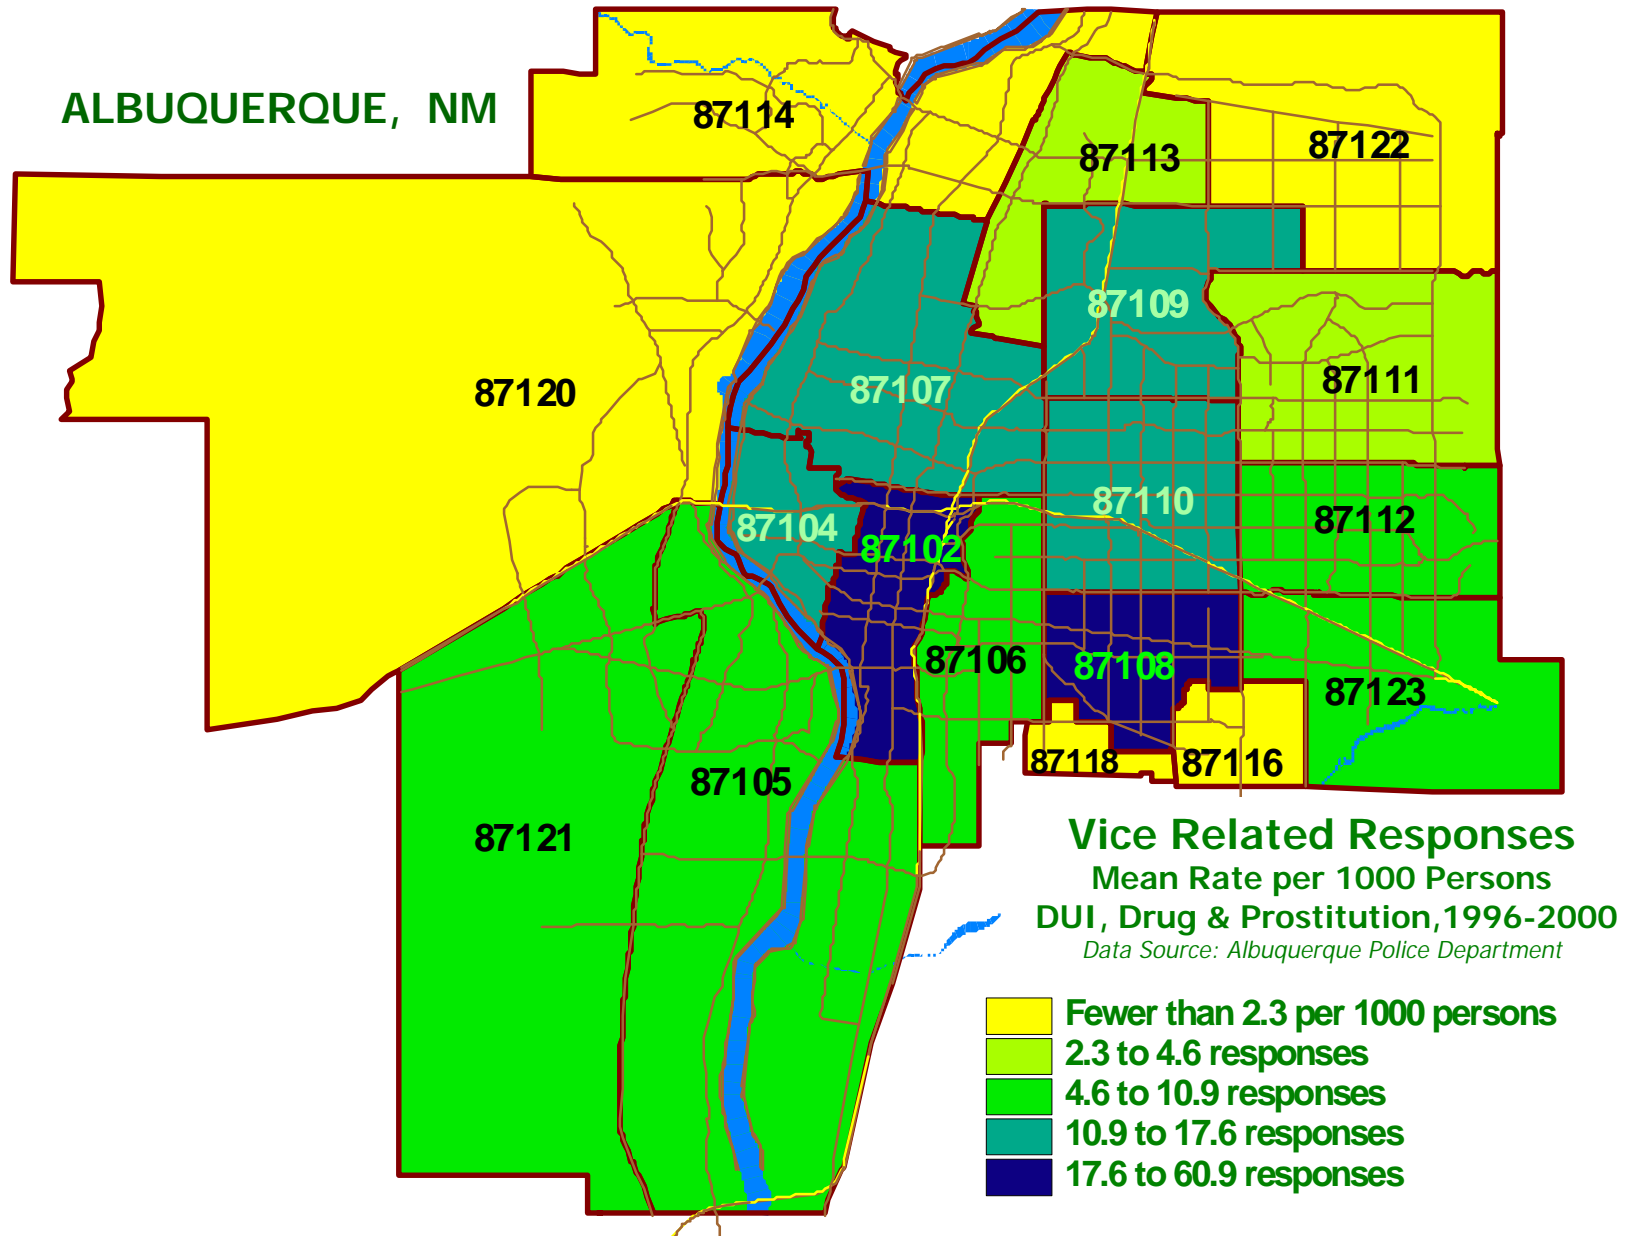 ALBUQUERQUE, NM
87114
87122
87113
87109
87111
87120
87107
87110
87112
87104
87102
87106
87108
87123
87118
87116
87105
87121
Vice Related Responses
Mean Rate per 1000 Persons
DUI, Drug & Prostitution,1996-2000
Data Source: Albuquerque Police Department
Fewer than 2.3 per 1000 persons
2.3 to 4.6 responses
4.6 to 10.9 responses
10.9 to 17.6 responses
17.6 to 60.9 responses